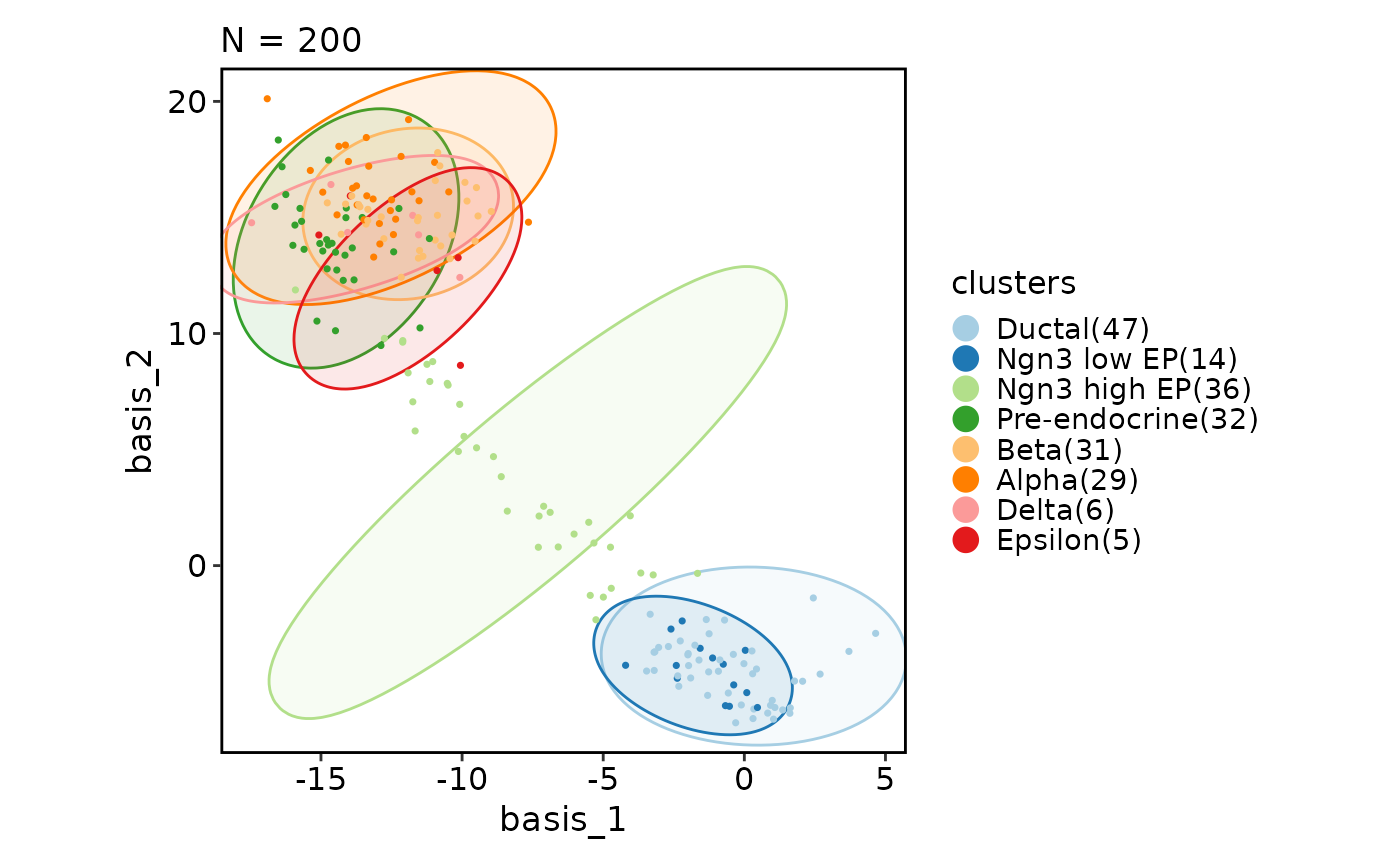 N = 200
basis_2
20
10
0
-15
-10
-5
0
5
basis_1
clusters
Ductal(47)
Ngn3 low EP(14)
Ngn3 high EP(36)
Pre-endocrine(32)
Beta(31)
Alpha(29)
Delta(6)
Epsilon(5)